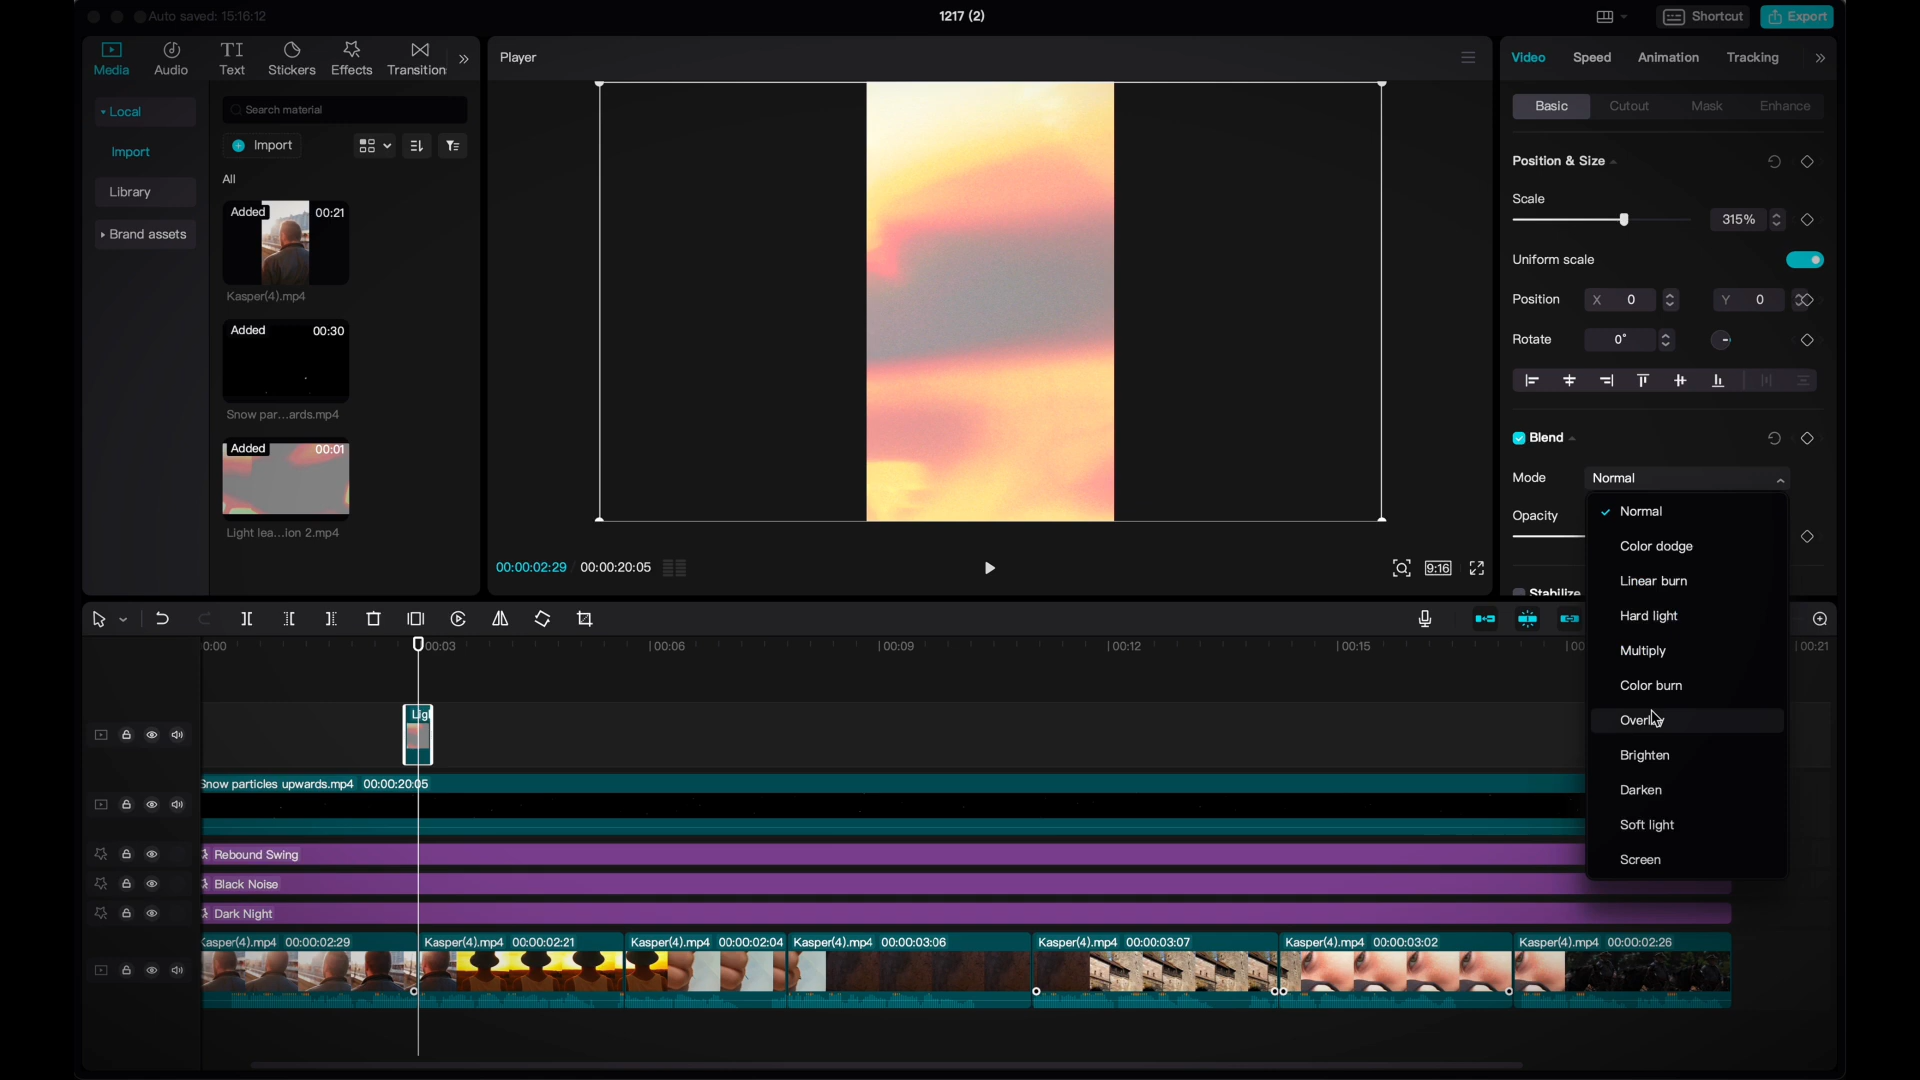 Auto saved: 15:16:12
1217 (2)
Shortcut
Export
Media
Audio
TI
Text
Stickers
Effects
Transition
Player
Video
Speed
Animation
Tracking
Local
Import
Library
Brand assets
Search material
Import
All
Added 00:21
Kasper(4).mp4
Added 00:30
Snow par...ards.mp4
Added 00:01
Light lea...ion 2.mp4
00:00:02:29 00:00:20:05
9:16
Basic
Cutout
Mask
Enhance
Position & Size
Scale
315%
Uniform scale
Position X 0 Y 0
Rotate 0°
Blend
Mode Normal
Opacity
Stabilize
Normal
Color dodge
Linear burn
Hard light
Multiply
Color burn
Overlay
Brighten
Darken
Soft light
Screen
0:00 00:03 00:06 00:09 00:12 00:15 00 00:21
Ligh
Snow particles upwards.mp4 00:00:20:05
Rebound Swing
Black Noise
Dark Night
Kasper(4).mp4 00:00:02:29
Kasper(4).mp4 00:00:02:21
Kasper(4).mp4 00:00:02:04
Kasper(4).mp4 00:00:03:06
Kasper(4).mp4 00:00:03:07
Kasper(4).mp4 00:00:03:02
Kasper(4).mp4 00:00:02:26